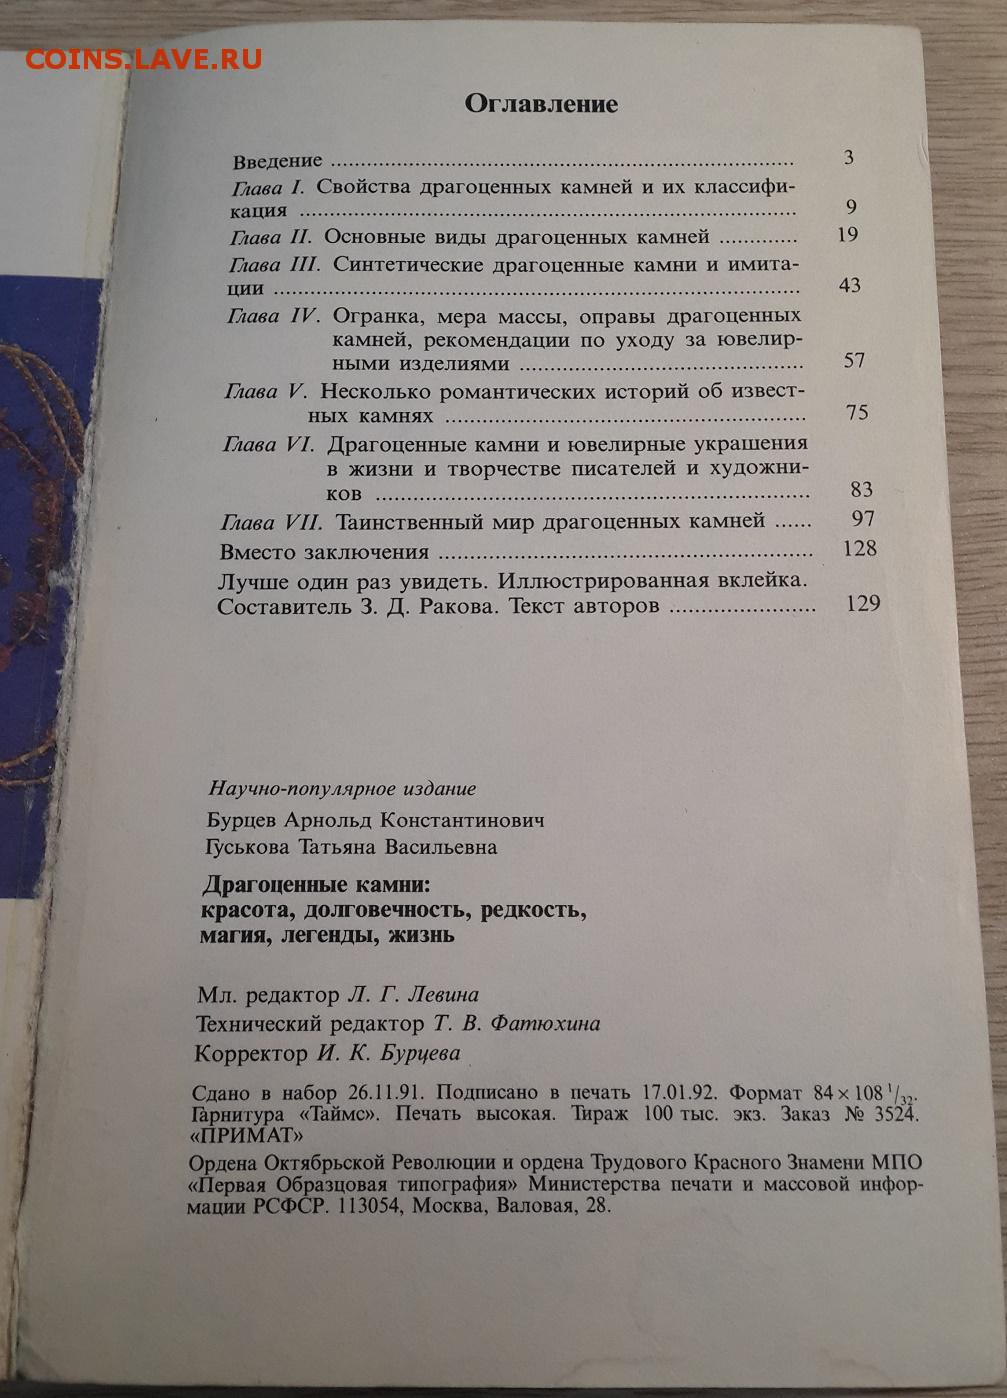 COINS.LAVE.RU
Оглавление
Введение ............................................................................. 3
Глава I. Свойства драгоценных камней и их классифи-
кация ................................................................................... 9
Глава II. Основные виды драгоценных камней ............. 19
Глава III. Синтетические драгоценные камни и имита-
ции ....................................................................................... 43
Глава IV. Огранка, мера массы, оправы драгоценных
камней, рекомендации по уходу за ювелир-
ными изделиями ............................................... 57
Глава V. Несколько романтических историй об извест-
ных камнях ............................................................ 75
Глава VI. Драгоценные камни и ювелирные украшения
в жизни и творчестве писателей и художни-
ков ........................................................................ 83
Глава VII. Таинственный мир драгоценных камней ...... 97
Вместо заключения .............................................................. 128
Лучше один раз увидеть. Иллюстрированная вклейка.
Составитель З. Д. Ракова. Текст авторов ....................... 129
Научно-популярное издание
Бурцев Арнольд Константинович
Гуськова Татьяна Васильевна
Драгоценные камни:
красота, долговечность, редкость,
магия, легенды, жизнь
Мл. редактор Л. Г. Левина
Технический редактор Т. В. Фатюхина
Корректор И. К. Бурцева
Сдано в набор 26.11.91. Подписано в печать 17.01.92. Формат 84×108 1/32.
Гарнитура «Таймс». Печать высокая. Тираж 100 тыс. экз. Заказ № 3524.
«ПРИМАТ»
Ордена Октябрьской Революции и ордена Трудового Красного Знамени МПО
«Первая Образцовая типография» Министерства печати и массовой инфор-
мации РСФСР. 113054, Москва, Валовая, 28.